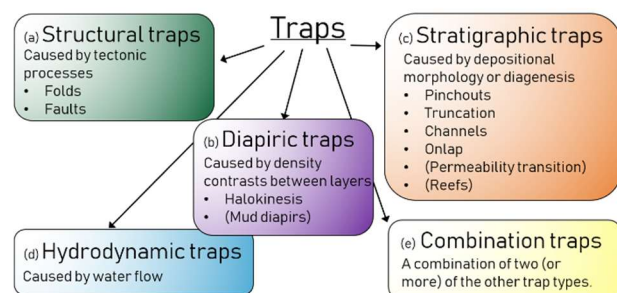 Traps
(a) Structural traps
Caused by tectonic
processes
• Folds
• Faults
(b) Diapiric traps
Caused by density
contrasts between layers
• Halokinesis
• (Mud diapirs)
(c) Stratigraphic traps
Caused by depositional
morphology or diagenesis
• Pinchouts
• Truncation
• Channels
• Onlap
• (Permeability transition)
• (Reefs)
(d) Hydrodynamic traps
Caused by water flow
(e) Combination traps
A combination of two (or
more) of the other trap types.